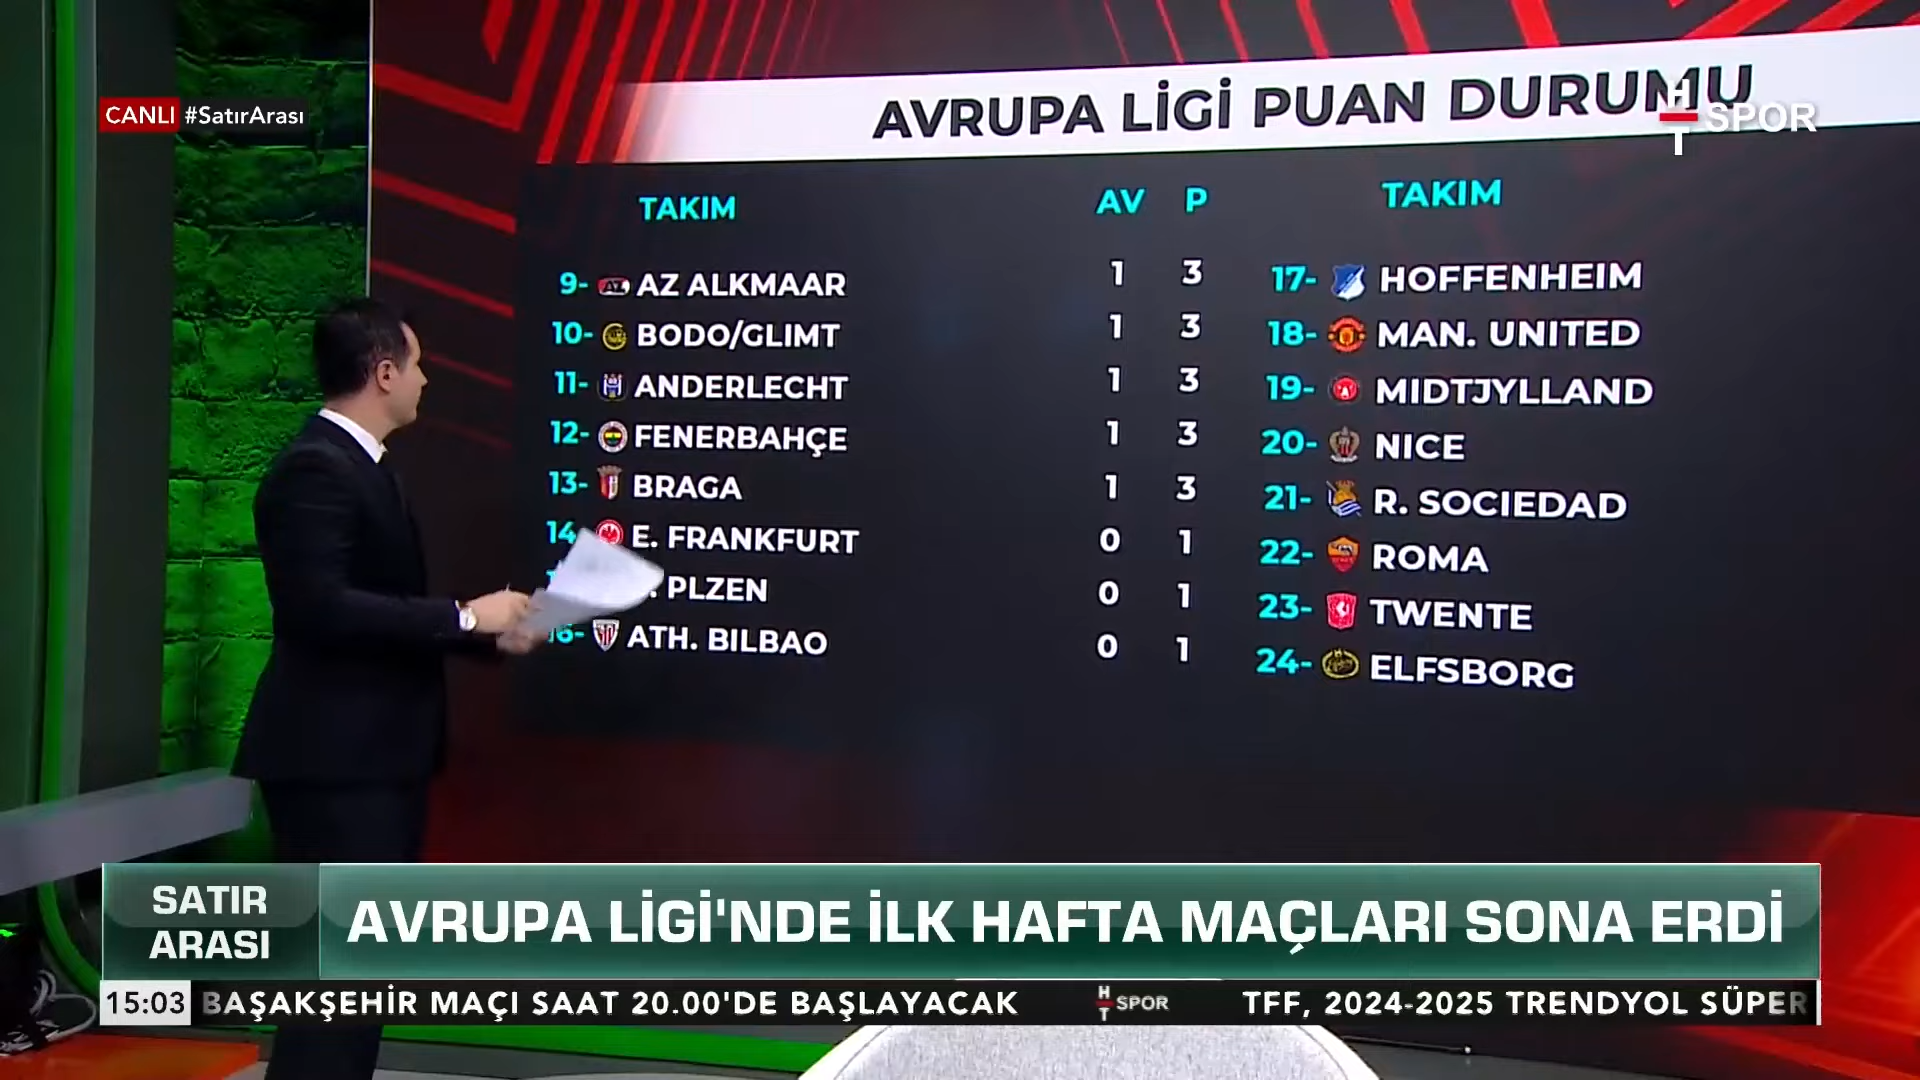 CANLI #SatırArası
AVRUPA LİGİ PUAN DURUMU
HT SPOR
TAKIM AV P
9- AZ ALKMAAR 1 3
10- BODO/GLIMT 1 3
11- ANDERLECHT 1 3
12- FENERBAHÇE 1 3
13- BRAGA 1 3
14- E. FRANKFURT 0 1
PLZEN 0 1
16- ATH. BILBAO 0 1
TAKIM
17- HOFFENHEIM
18- MAN. UNITED
19- MIDTJYLLAND
20- NICE
21- R. SOCIEDAD
22- ROMA
23- TWENTE
24- ELFSBORG
SATIR
ARASI
AVRUPA LİGİ'NDE İLK HAFTA MAÇLARI SONA ERDİ
15:03 BAŞAKŞEHİR MAÇI SAAT 20.00'DE BAŞLAYACAK HT SPOR TFF, 2024-2025 TRENDYOL SÜPER